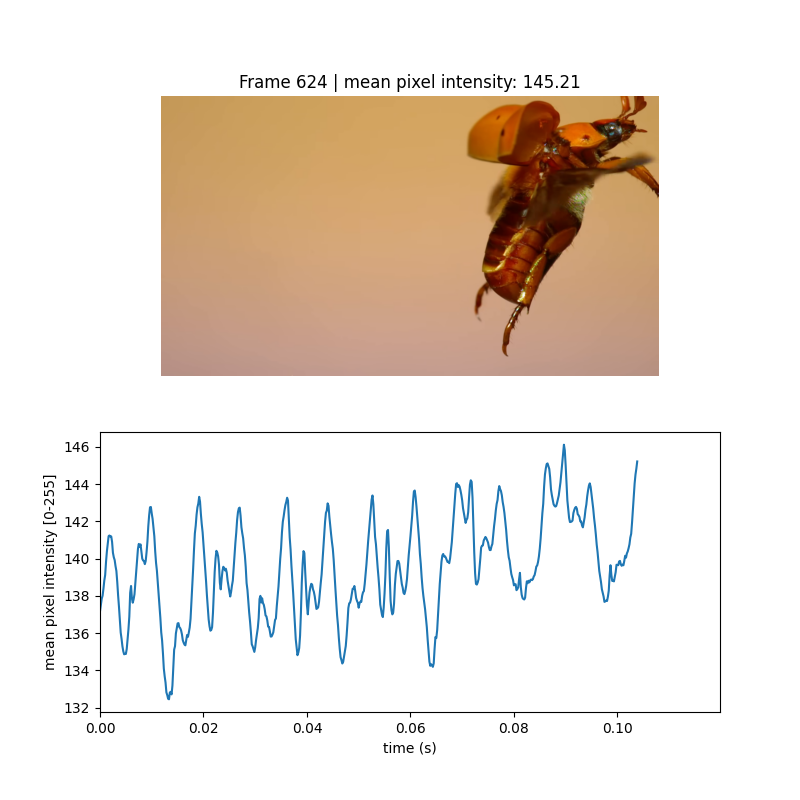 Frame 624 | mean pixel intensity: 145.21
146
144
142
140
138
136
134
132
mean pixel intensity [0-255]
0.00 0.02 0.04 0.06 0.08 0.10
time (s)